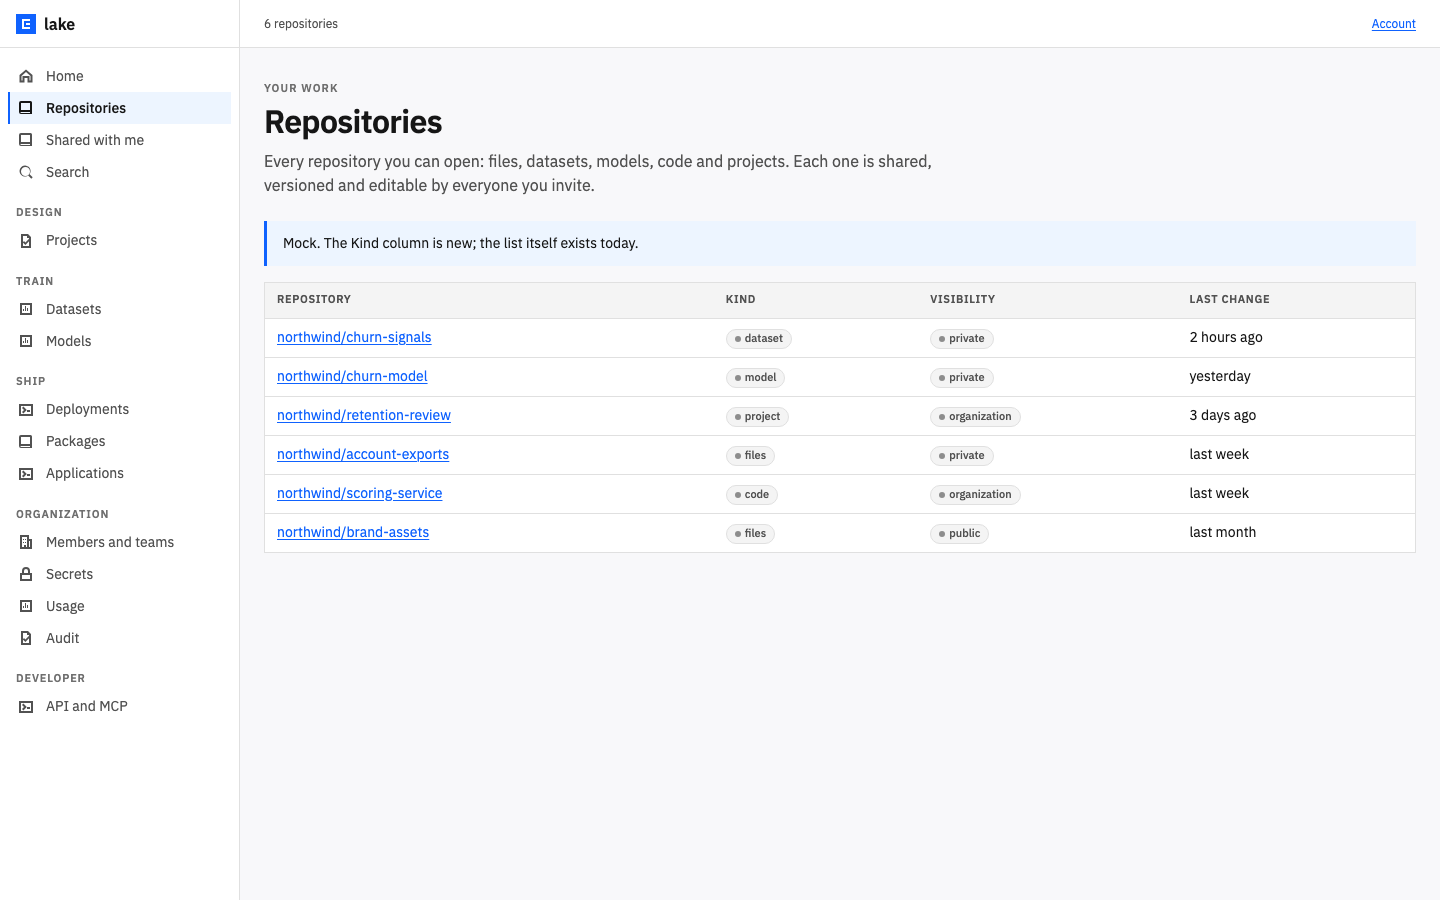 lake
6 repositories
Account
Home
Repositories
Shared with me
Search
DESIGN
Projects
TRAIN
Datasets
Models
SHIP
Deployments
Packages
Applications
ORGANIZATION
Members and teams
Secrets
Usage
Audit
DEVELOPER
API and MCP
YOUR WORK
Repositories
Every repository you can open: files, datasets, models, code and projects. Each one is shared,
versioned and editable by everyone you invite.
Mock. The Kind column is new; the list itself exists today.
REPOSITORY KIND VISIBILITY LAST CHANGE
northwind/churn-signals dataset private 2 hours ago
northwind/churn-model model private yesterday
northwind/retention-review project organization 3 days ago
northwind/account-exports files private last week
northwind/scoring-service code organization last week
northwind/brand-assets files public last month